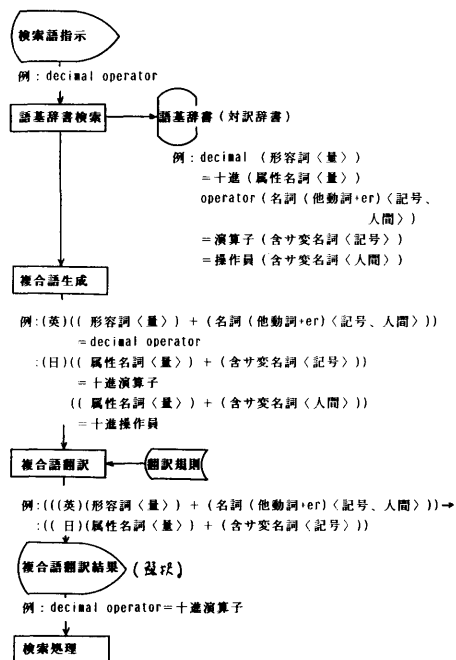 検索語指示
例：decimal operator
語基辞書検索
語基辞書（対訳辞書）
例：decimal （形容詞〈量〉）
＝十進（属性名詞〈量〉）
operator（名詞（他動詞+er）〈記号、
人間〉）
＝演算子（含サ変名詞〈記号〉）
＝操作員（含サ変名詞〈人間〉）
複合語生成
例:(英)(( 形容詞〈量〉) + (名詞（他動詞+er)〈記号、人間〉))
＝decimal operator
:(日)(( 属性名詞〈量〉) + (含サ変名詞〈記号〉))
＝十進演算子
(( 属性名詞〈量〉) + (含サ変名詞〈人間〉))
＝十進操作員
複合語翻訳
翻訳規則
例:(((英)(形容詞〈量〉) + (名詞（他動詞+er)〈記号、人間〉))→
:(( 日)(属性名詞〈量〉) + (含サ変名詞〈記号〉))
複合語翻訳結果
例：decimal operator＝十進演算子
検索処理